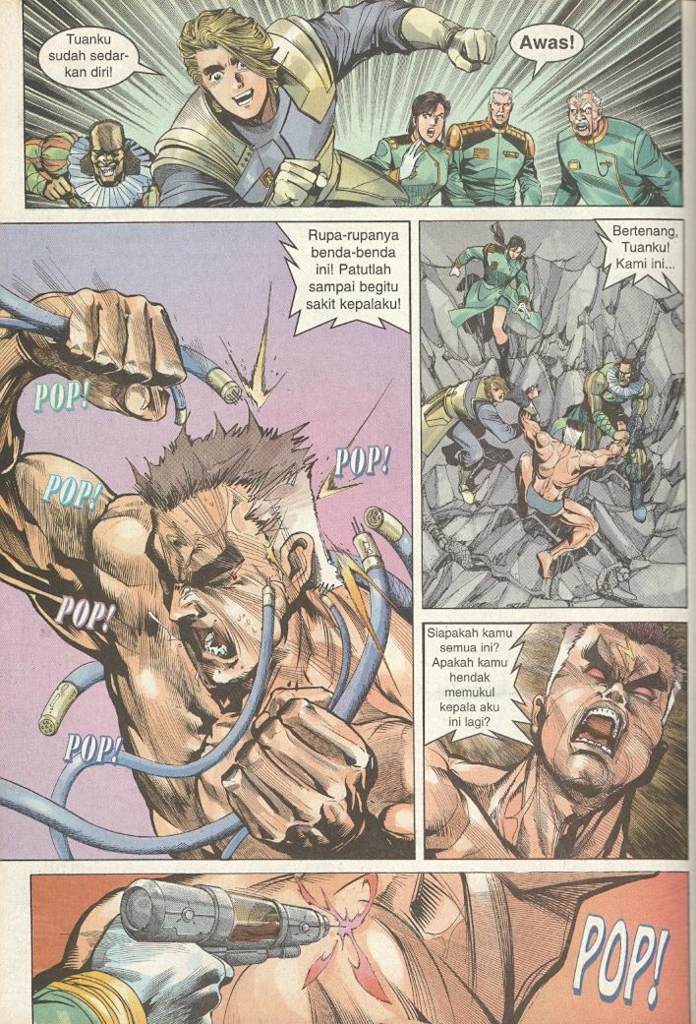 Tuanku
sudah sedar-
kan diri!
Awas!
Rupa-rupanya
benda-benda
ini! Patutlah
sampai begitu
sakit kepalaku!
POP!
POP!
POP!
POP!
POP!
Bertenang,
Tuanku!
Kami ini...
Siapakah kamu
semua ini?
Apakah kamu
hendak
memukul
kepala aku
ini lagi?
POP!